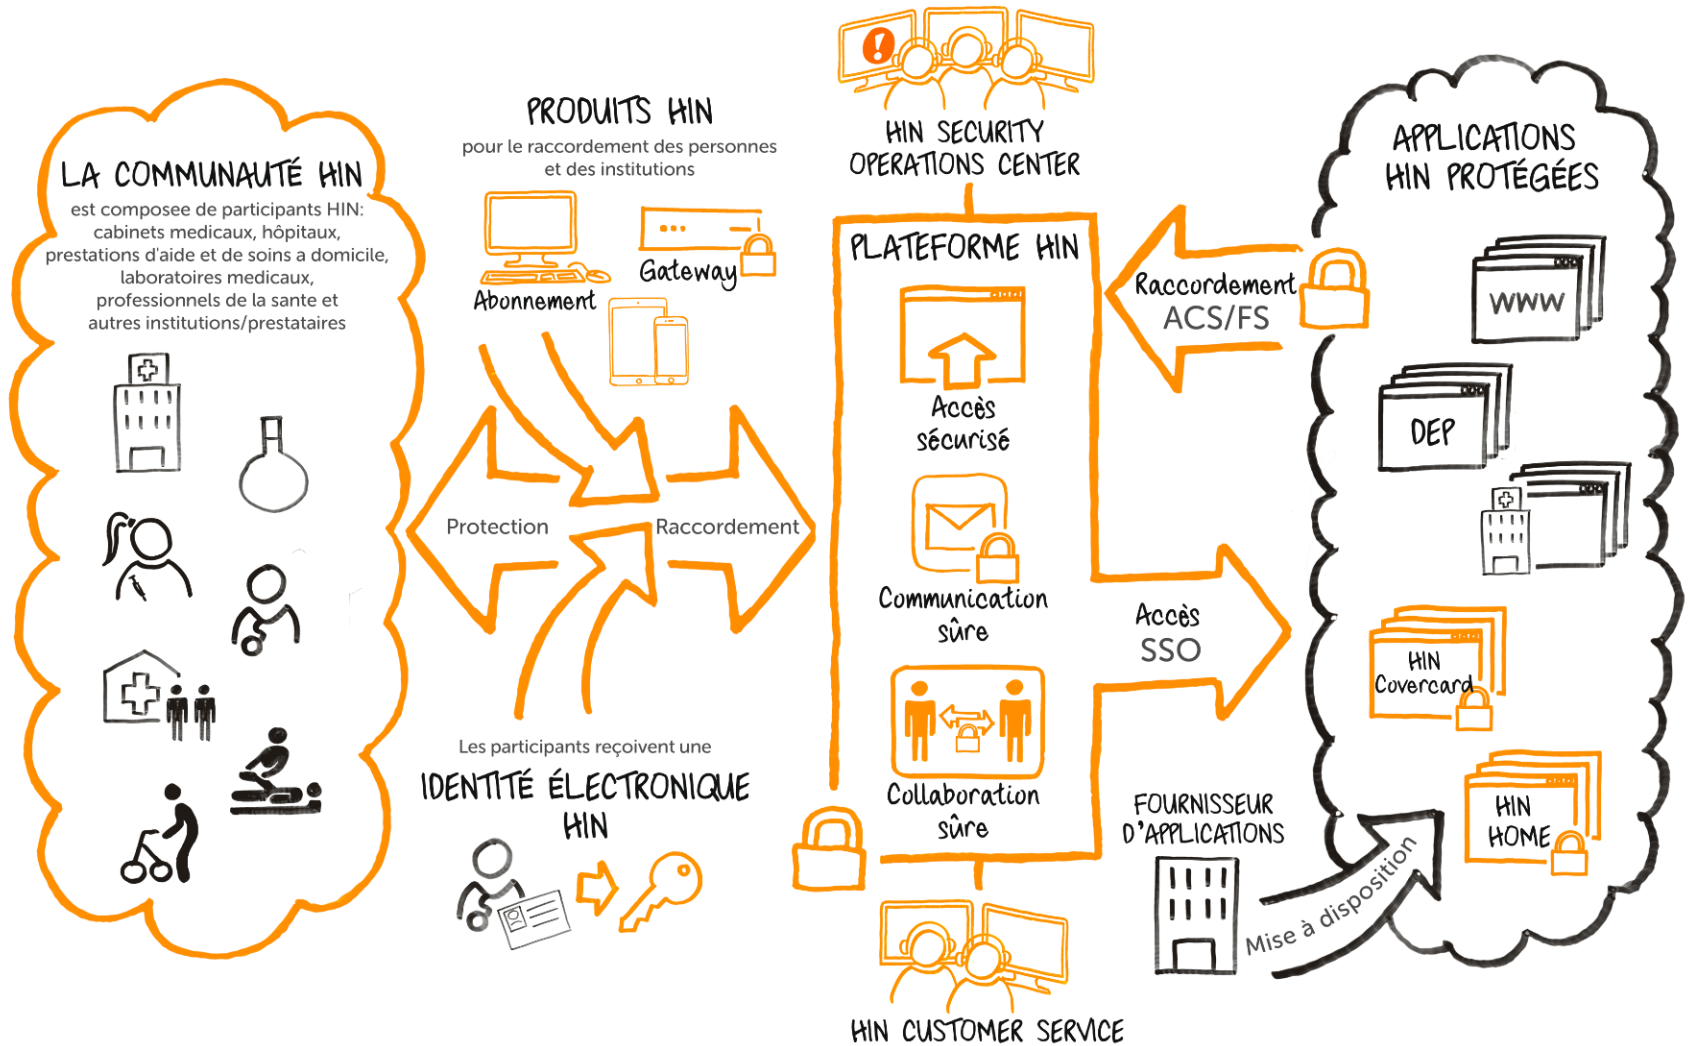 LA COMMUNAUTÉ HIN
est composee de participants HIN:
cabinets medicaux, hôpitaux,
prestations d'aide et de soins a domicile,
laboratoires medicaux,
professionnels de la sante et
autres institutions/prestataires
PRODUITS HIN
pour le raccordement des personnes
et des institutions
Abonnement
Gateway
Protection
Raccordement
Les participants reçoivent une
IDENTITÉ ÉLECTRONIQUE
HIN
HIN SECURITY
OPERATIONS CENTER
PLATEFORME HIN
Accès
sécurisé
Communication
sûre
Collaboration
sûre
HIN CUSTOMER SERVICE
Raccordement
ACS/FS
Accès
SSO
FOURNISSEUR
D'APPLICATIONS
Mise à disposition
APPLICATIONS
HIN PROTÉGÉES
WWW
DEP
HIN
Covercard
HIN
HOME